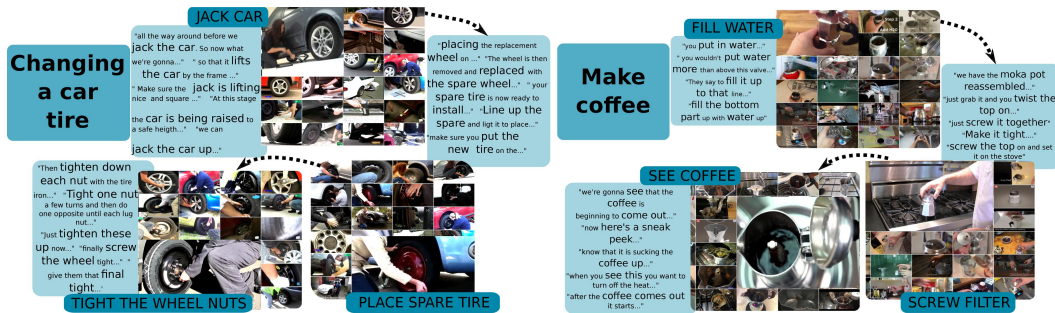 JACK CAR
Changing
a car
tire
"all the way around before we
jack the car. So now what
we're gonna..." " so that it lifts
the car by the frame ..."
" Make sure the jack is lifting
nice and square ..." "At this stage
the car is being raised to
a safe heigth..." "we can
jack the car up..."
"placing the replacement
wheel on ..." "The wheel is then
removed and replaced with
the spare wheel..." " your
spare tire is now ready to
install..." "Line up the
spare and ligt it to place..."
"make sure you put the
new tire on the..."
"Then tighten down
each nut with the tire
iron..." "Tight one nut
a few turns and then do
one opposite until each lug
nut..."
"Just tighten these
up now..." "finally screw
the wheel tight..." "
give them that final
tight..."
TIGHT THE WHEEL NUTS
PLACE SPARE TIRE
FILL WATER
Make
coffee
"you put in water..."
" you wouldn't put water
more than above this valve..."
"They say to fill it up
to that line..."
"fill the bottom
part up with water up"
"we have the moka pot
reassembled..."
"just grab it and you twist the
top on..."
"just screw it together"
"Make it tight...."
"screw the top on and set
it on the stove"
SEE COFFEE
"we're gonna see that the
coffee is
beginning to come out..."
"now here's a sneak
peek..."
"know that it is sucking the
coffee up..."
"when you see this you want to
turn off the heat..."
"after the coffee comes out
it starts..."
SCREW FILTER